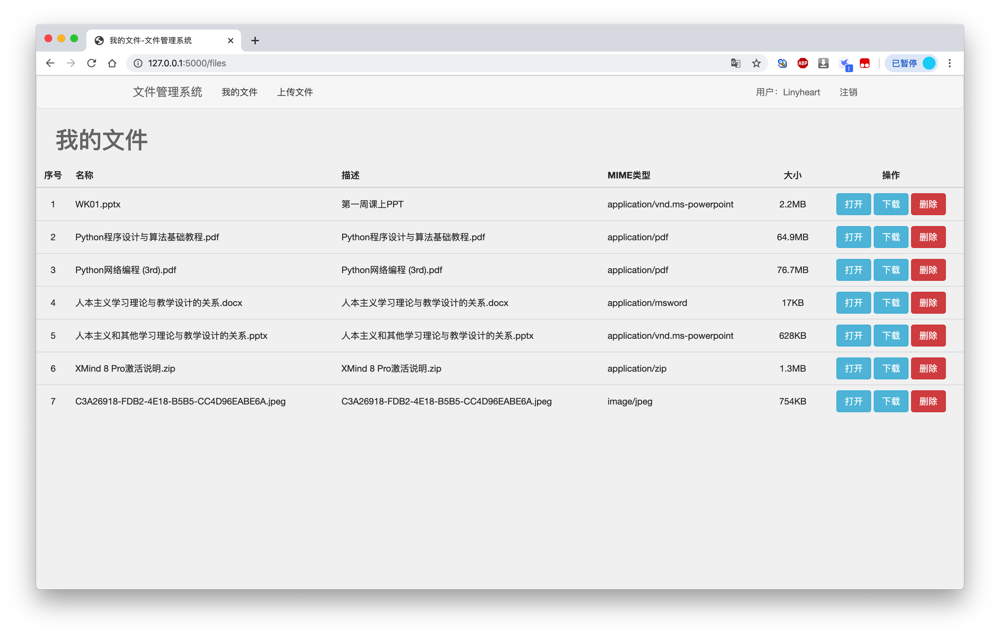 我的文件-文件管理系统
127.0.0.1:5000/files
ABP
!
已暂停
文件管理系统 我的文件 上传文件 用户：Linyheart 注销
我的文件
序号 名称 描述 MIME类型 大小 操作
1 WK01.pptx 第一周课上PPT application/vnd.ms-powerpoint 2.2MB 打开 下载 删除
2 Python程序设计与算法基础教程.pdf Python程序设计与算法基础教程.pdf application/pdf 64.9MB 打开 下载 删除
3 Python网络编程 (3rd).pdf Python网络编程 (3rd).pdf application/pdf 76.7MB 打开 下载 删除
4 人本主义学习理论与教学设计的关系.docx 人本主义学习理论与教学设计的关系.docx application/msword 17KB 打开 下载 删除
5 人本主义和其他学习理论与教学设计的关系.pptx 人本主义和其他学习理论与教学设计的关系.pptx application/vnd.ms-powerpoint 628KB 打开 下载 删除
6 XMind 8 Pro激活说明.zip XMind 8 Pro激活说明.zip application/zip 1.3MB 打开 下载 删除
7 C3A26918-FDB2-4E18-B5B5-CC4D96EABE6A.jpeg C3A26918-FDB2-4E18-B5B5-CC4D96EABE6A.jpeg image/jpeg 754KB 打开 下载 删除